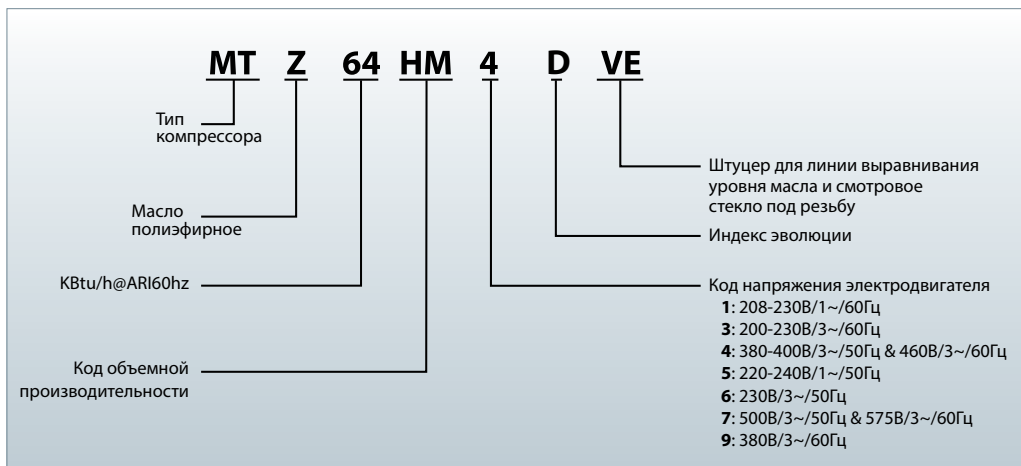 MT Z 64 HM 4 D VE
Тип
компрессора
Масло
полиэфирное
KBtu/h@ARI60hz
Код объемной
производительности
Штуцер для линии выравнивания
уровня масла и смотровое
стекло под резьбу
Индекс эволюции
Код напряжения электродвигателя
1: 208-230В/1~/60Гц
3: 200-230В/3~/60Гц
4: 380-400В/3~/50Гц & 460В/3~/60Гц
5: 220-240В/1~/50Гц
6: 230В/3~/50Гц
7: 500В/3~/50Гц & 575В/3~/60Гц
9: 380В/3~/60Гц